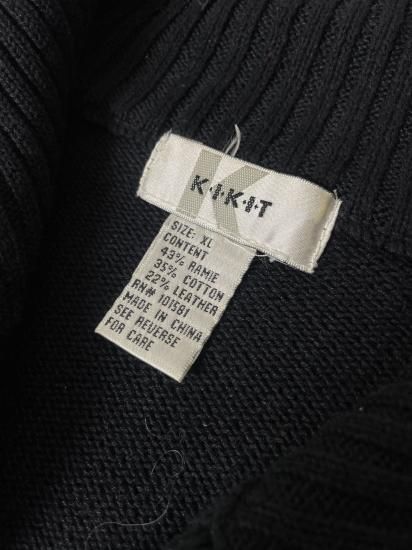 K
K·I·K·I·T
SIZE: XL
CONTENT
43% RAMIE
35% COTTON
22% LEATHER
RN# 101581
MADE IN CHINA
SEE REVERSE
FOR CARE